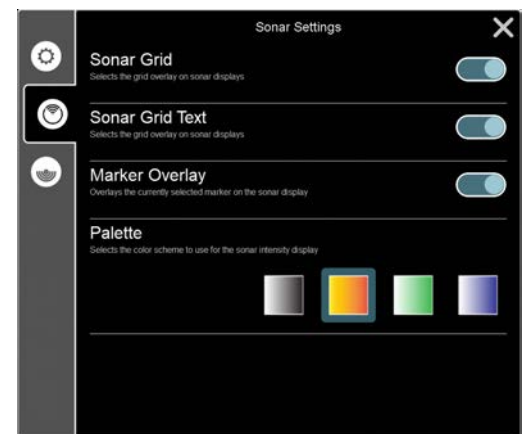 Sonar Settings
Sonar Grid
Selects the grid overlay on sonar displays
Sonar Grid Text
Selects the grid overlay on sonar displays
Marker Overlay
Overlays the currently selected marker on the sonar display
Palette
Selects the color scheme to use for the sonar intensity display